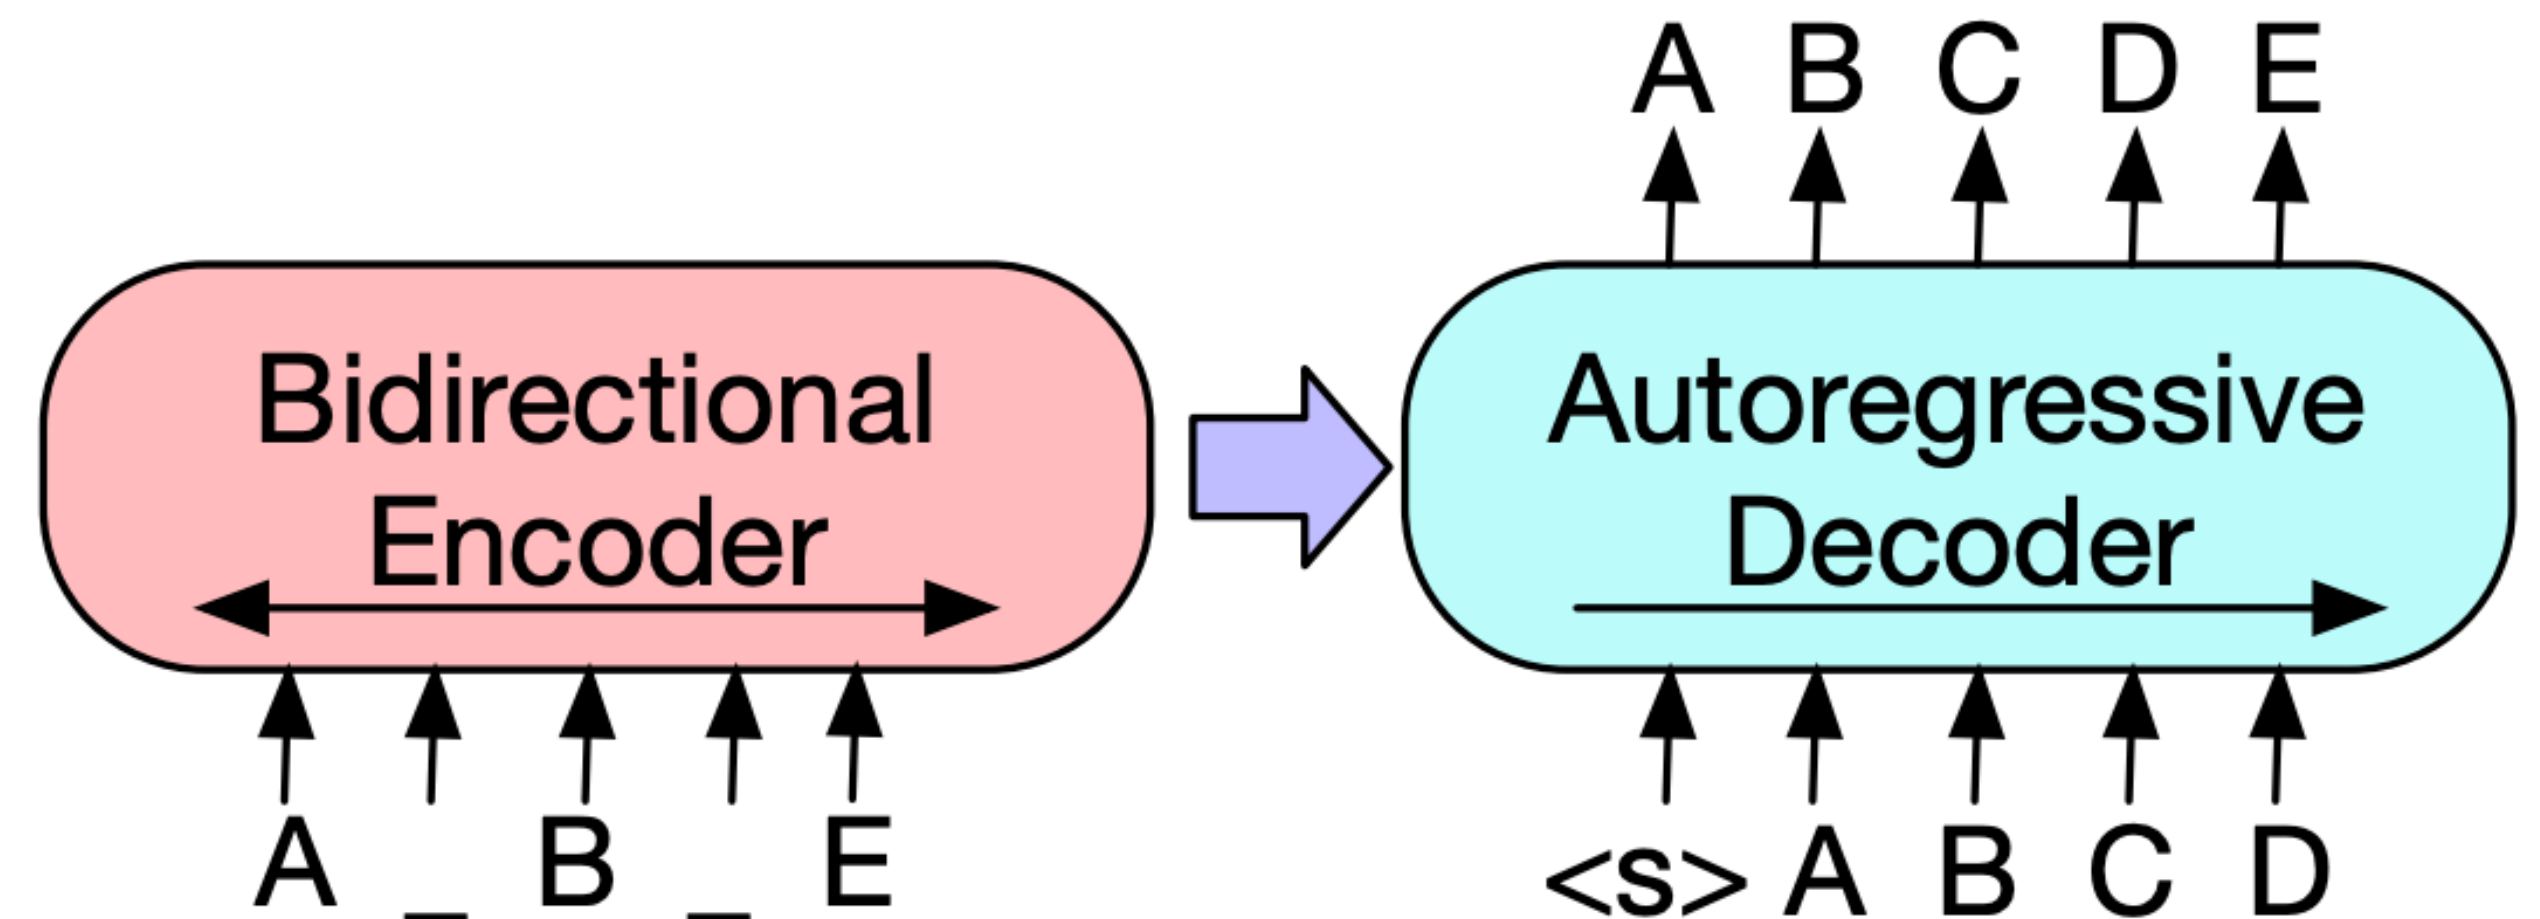 A B C D E
Bidirectional
Encoder
Autoregressive
Decoder
A _ B _ E
<s> A B C D